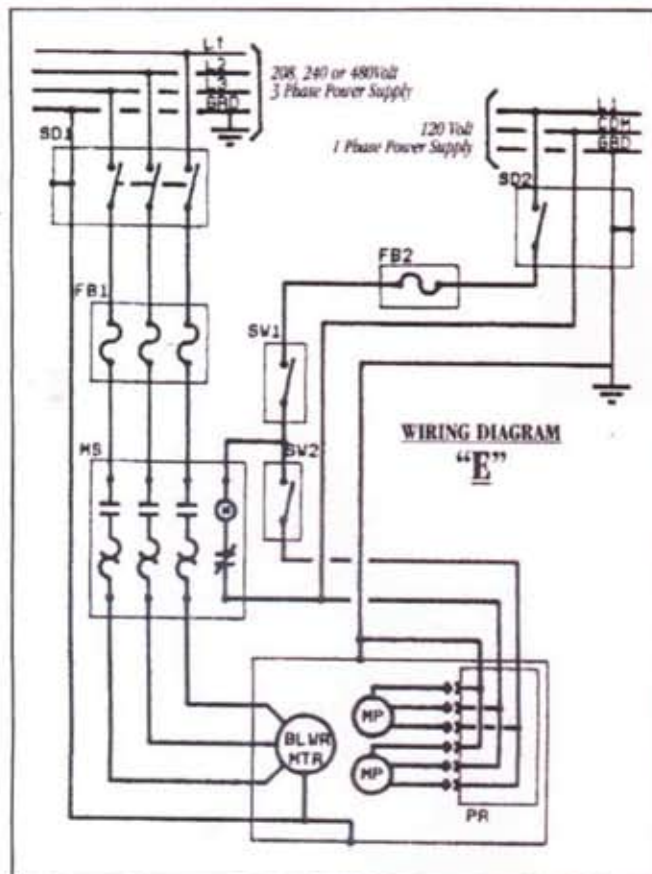 L1
L2
L3
GRD
208, 240 or 480Volt
3 Phase Power Supply
120 Volt
1 Phase Power Supply
L1
COM
GRD
SD1
SD2
FB2
FB1
SW1
WIRING DIAGRAM
"E"
MS
SW2
M
MP
BLWR
MTR
MP
PR